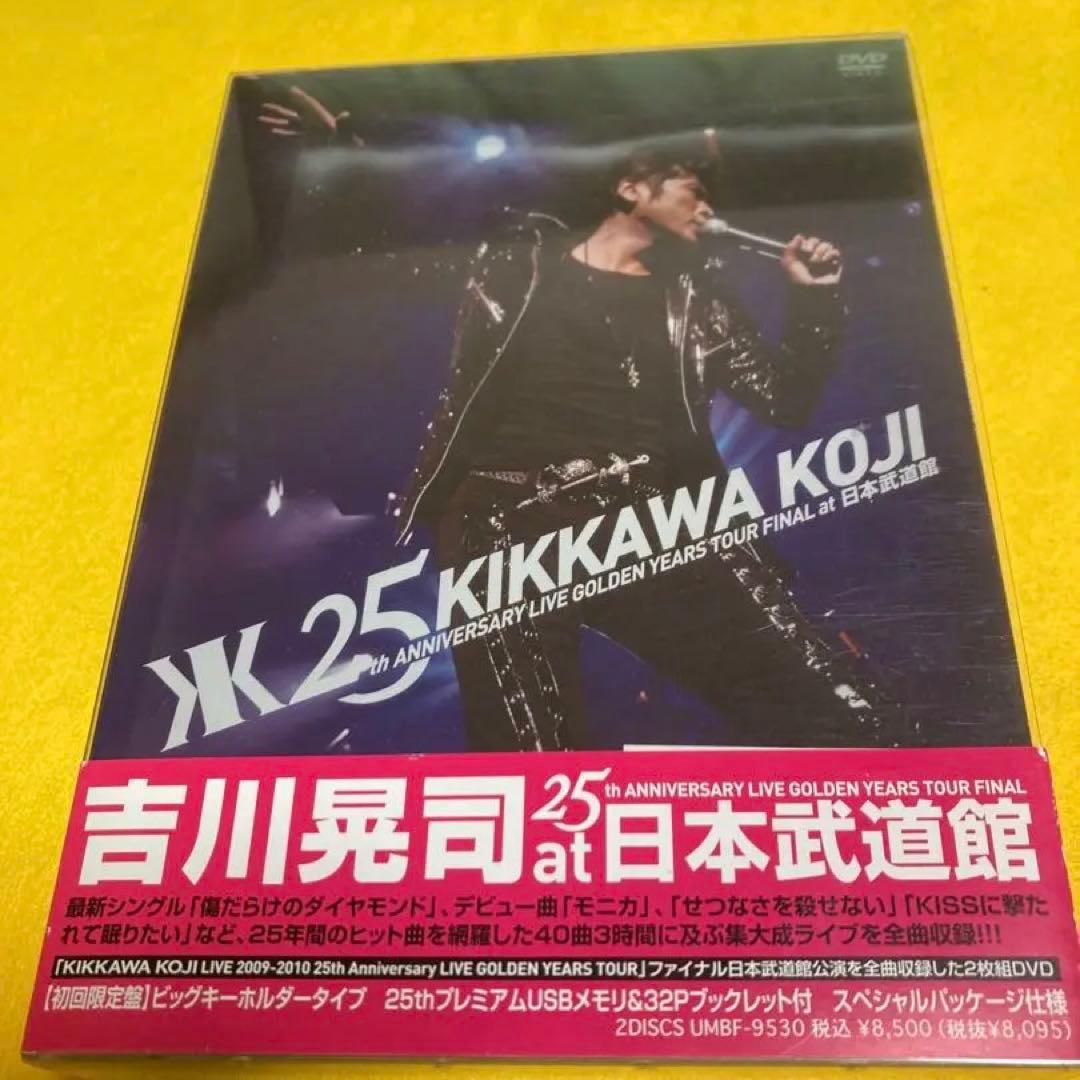 DVD
VIDEO
KK 25th KIKKAWA KOJI
ANNIVERSARY LIVE GOLDEN YEARS TOUR FINAL at 日本武道館
吉川晃司 25th ANNIVERSARY LIVE GOLDEN YEARS TOUR FINAL
at 日本武道館
最新シングル「傷だらけのダイヤモンド」、デビュー曲「モニカ」、「せつなさを殺せない」「KISSに撃た
れて眠りたい」など、25年間のヒット曲を網羅した40曲3時間に及ぶ集大成ライブを全曲収録!!!
「KIKKAWA KOJI LIVE 2009-2010 25th Anniversary LIVE GOLDEN YEARS TOUR」ファイナル日本武道館公演を全曲収録した2枚組DVD
【初回限定盤】ビッグキーホルダータイプ 25thプレミアムUSBメモリ&32Pブックレット付 スペシャルパッケージ仕様
2DISCS UMBF-9530 税込 ¥8,500 (税抜¥8,095)